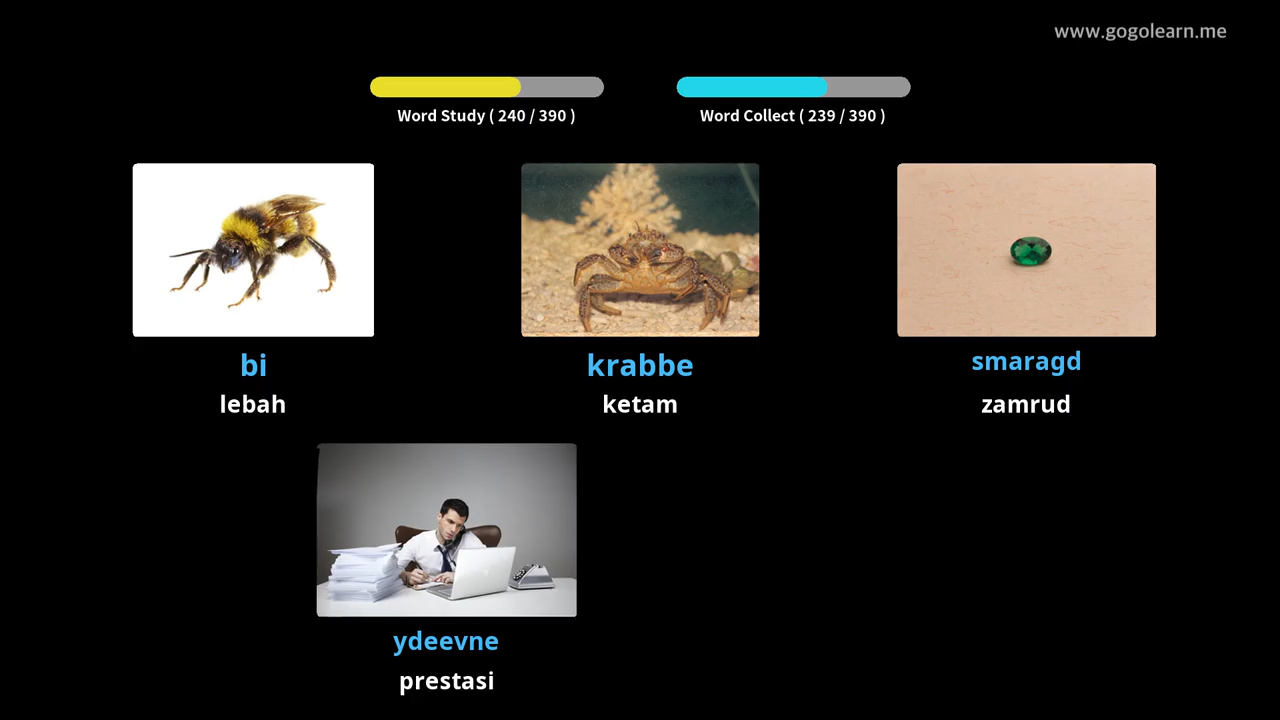 www.gogolearn.me
Word Study ( 240 / 390 )
Word Collect ( 239 / 390 )
bi
lebah
krabbe
ketam
smaragd
zamrud
ydeevne
prestasi